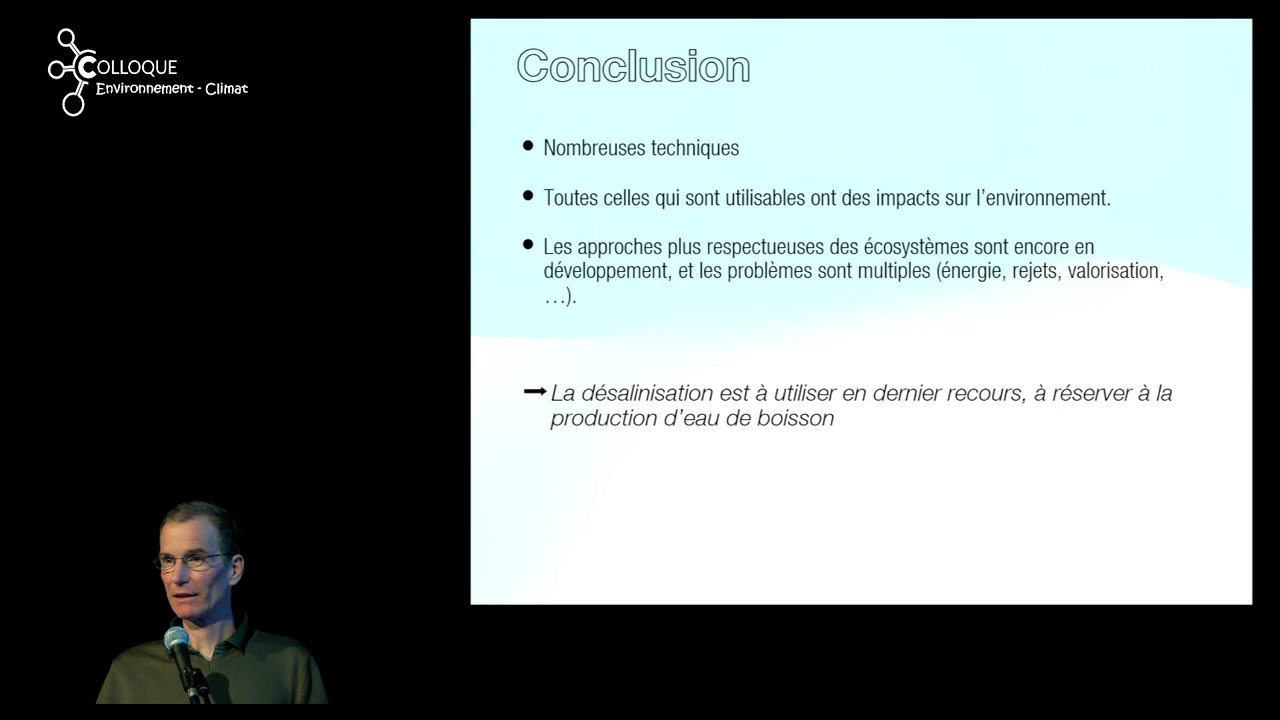 COLLOQUE
Environnement - Climat
Conclusion
• Nombreuses techniques
• Toutes celles qui sont utilisables ont des impacts sur l'environnement.
• Les approches plus respectueuses des écosystèmes sont encore en
développement, et les problèmes sont multiples (énergie, rejets, valorisation,
…).
➞ La désalinisation est à utiliser en dernier recours, à réserver à la
production d'eau de boisson